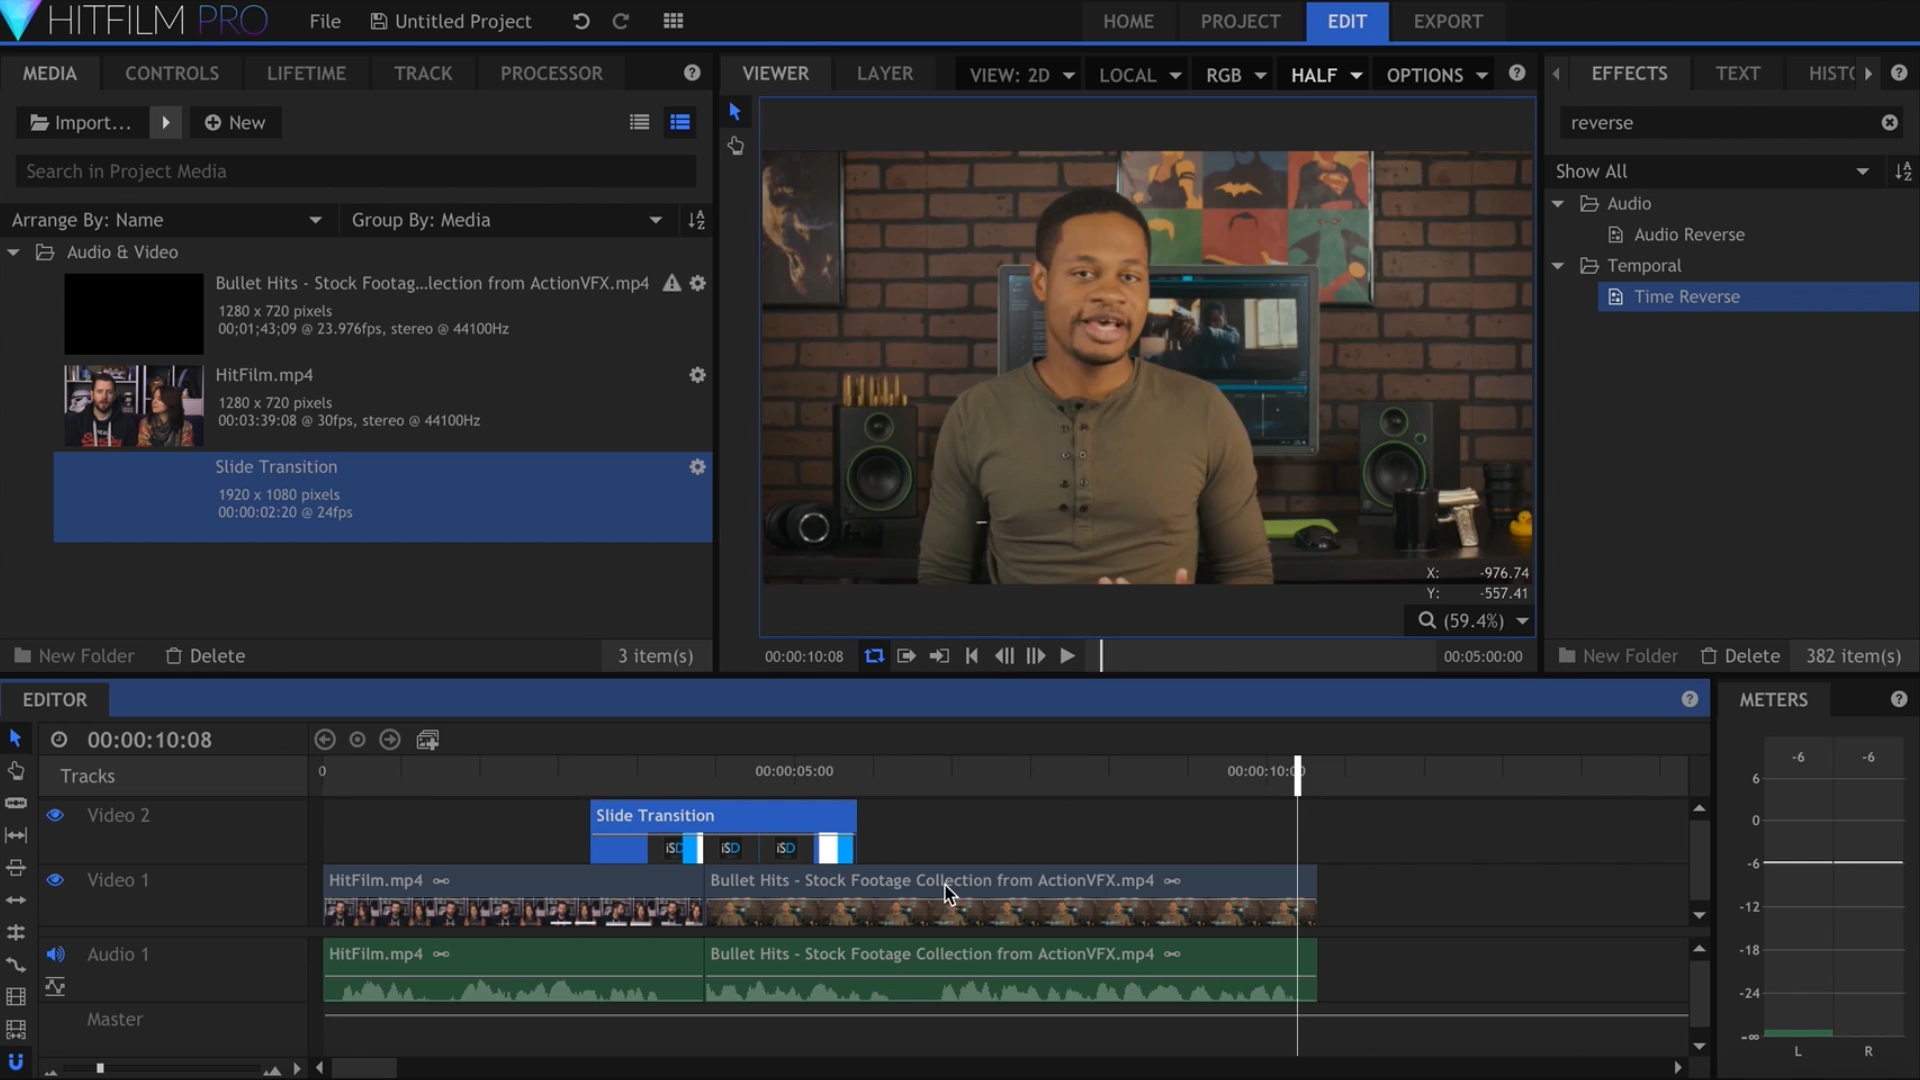 HITFILM PRO
File
Untitled Project
HOME
PROJECT
EDIT
EXPORT
MEDIA
CONTROLS
LIFETIME
TRACK
PROCESSOR
Import...
New
Search in Project Media
Arrange By: Name
Group By: Media
Audio & Video
Bullet Hits - Stock Footag...lection from ActionVFX.mp4
1280 x 720 pixels
00;01;43;09 @ 23.976fps, stereo @ 44100Hz
HitFilm.mp4
1280 x 720 pixels
00:03:39:08 @ 30fps, stereo @ 44100Hz
Slide Transition
1920 x 1080 pixels
00:00:02:20 @ 24fps
New Folder
Delete
3 item(s)
VIEWER
LAYER
VIEW: 2D
LOCAL
RGB
HALF
OPTIONS
X: -976.74
Y: -557.41
(59.4%)
00:00:10:08
00:05:00:00
EFFECTS
TEXT
HISTO
reverse
Show All
Audio
Audio Reverse
Temporal
Time Reverse
New Folder
Delete
382 item(s)
EDITOR
00:00:10:08
Tracks
0
00:00:05:00
00:00:10:00
Video 2
Slide Transition
iSD
iSD
iSD
Video 1
HitFilm.mp4
Bullet Hits - Stock Footage Collection from ActionVFX.mp4
Audio 1
HitFilm.mp4
Bullet Hits - Stock Footage Collection from ActionVFX.mp4
Master
METERS
-6 -6
6
0
-6
-12
-18
-24
-∞
L R